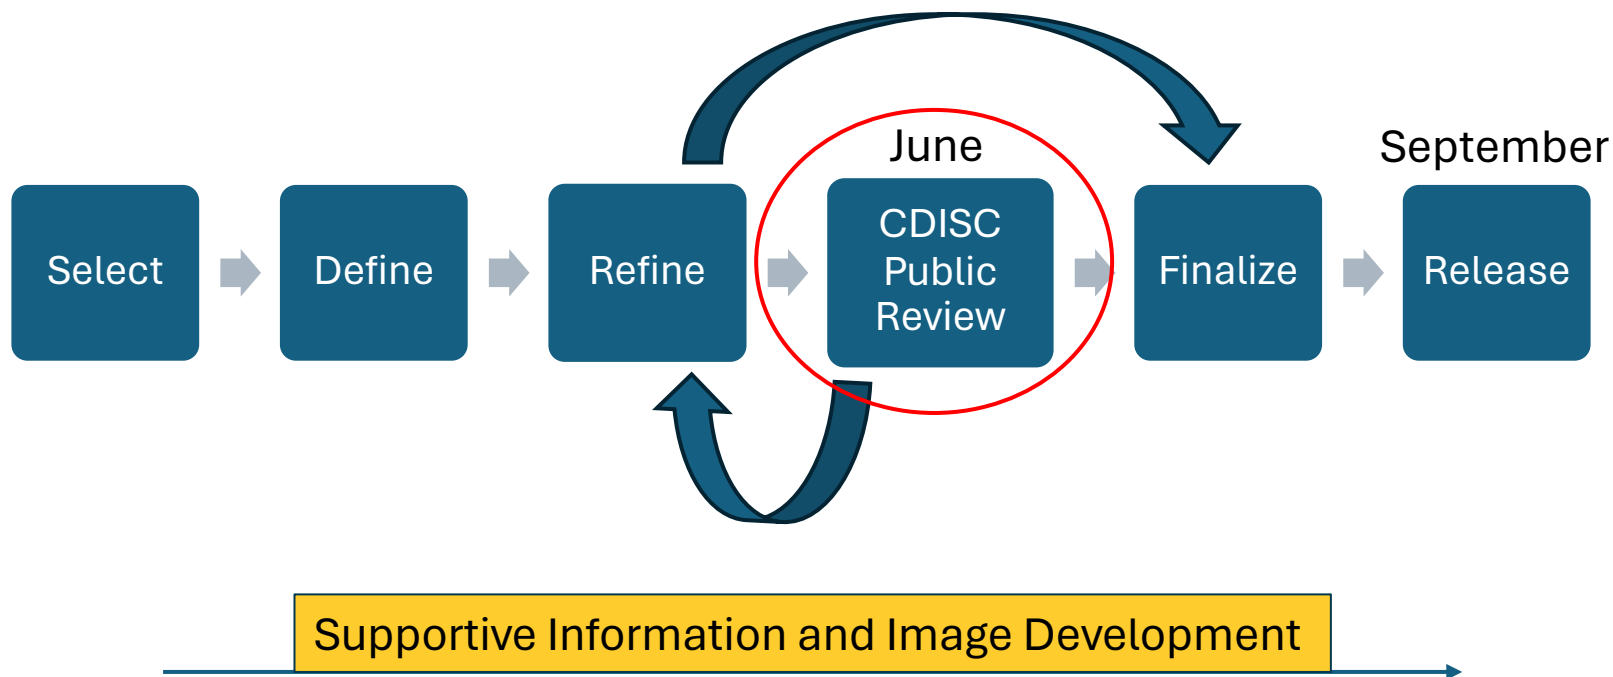 June
September
Select
Define
Refine
CDISC
Public
Review
Finalize
Release
Supportive Information and Image Development